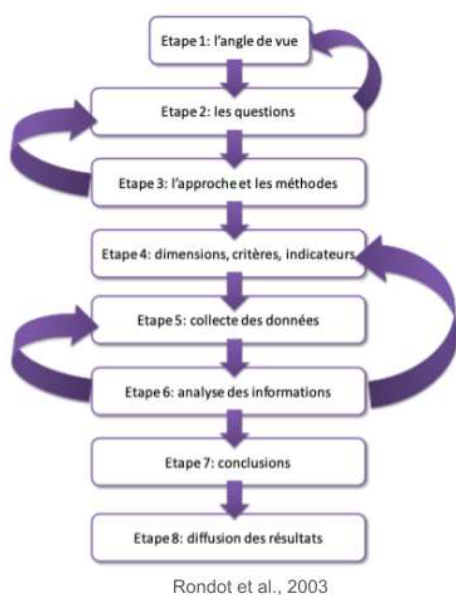 Etape 1: l'angle de vue
Etape 2: les questions
Etape 3: l'approche et les méthodes
Etape 4: dimensions, critères, indicateurs
Etape 5: collecte des données
Etape 6: analyse des informations
Etape 7: conclusions
Etape 8: diffusion des résultats
Rondot et al., 2003